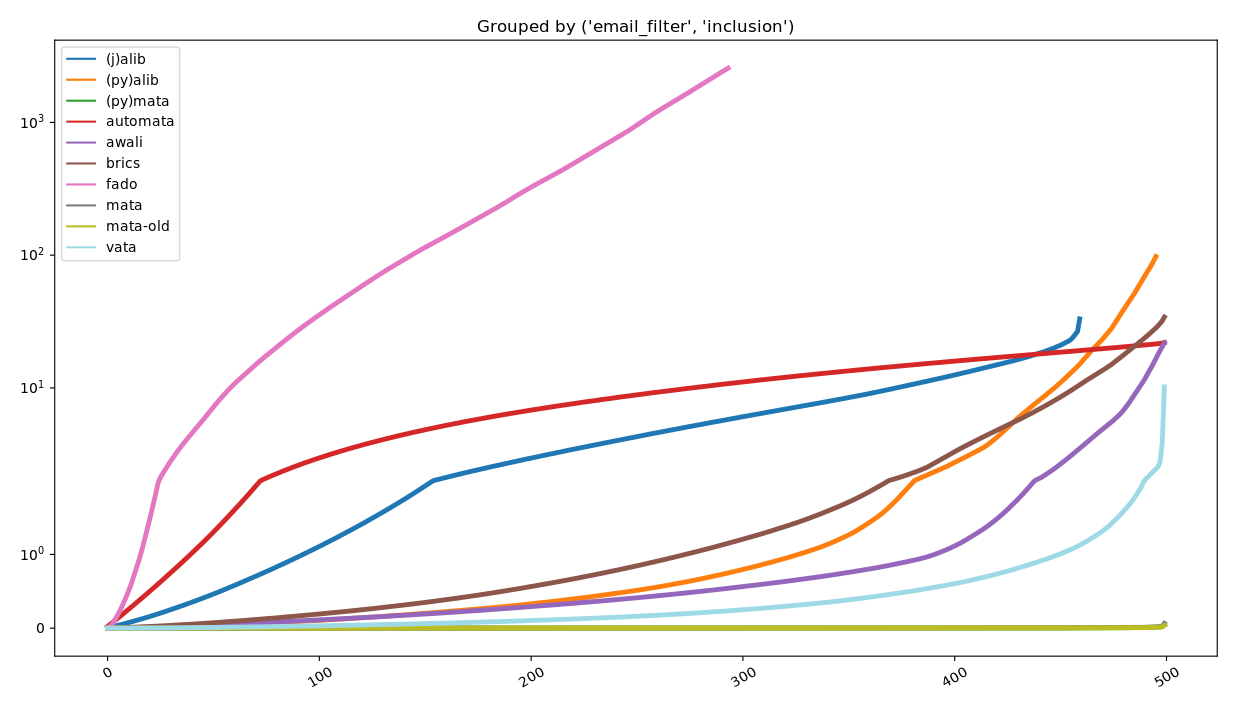 Grouped by ('email_filter', 'inclusion')
(j)alib
(py)alib
(py)mata
automata
awali
brics
fado
mata
mata-old
vata
10³
10²
10¹
10⁰
0
0
100
200
300
400
500